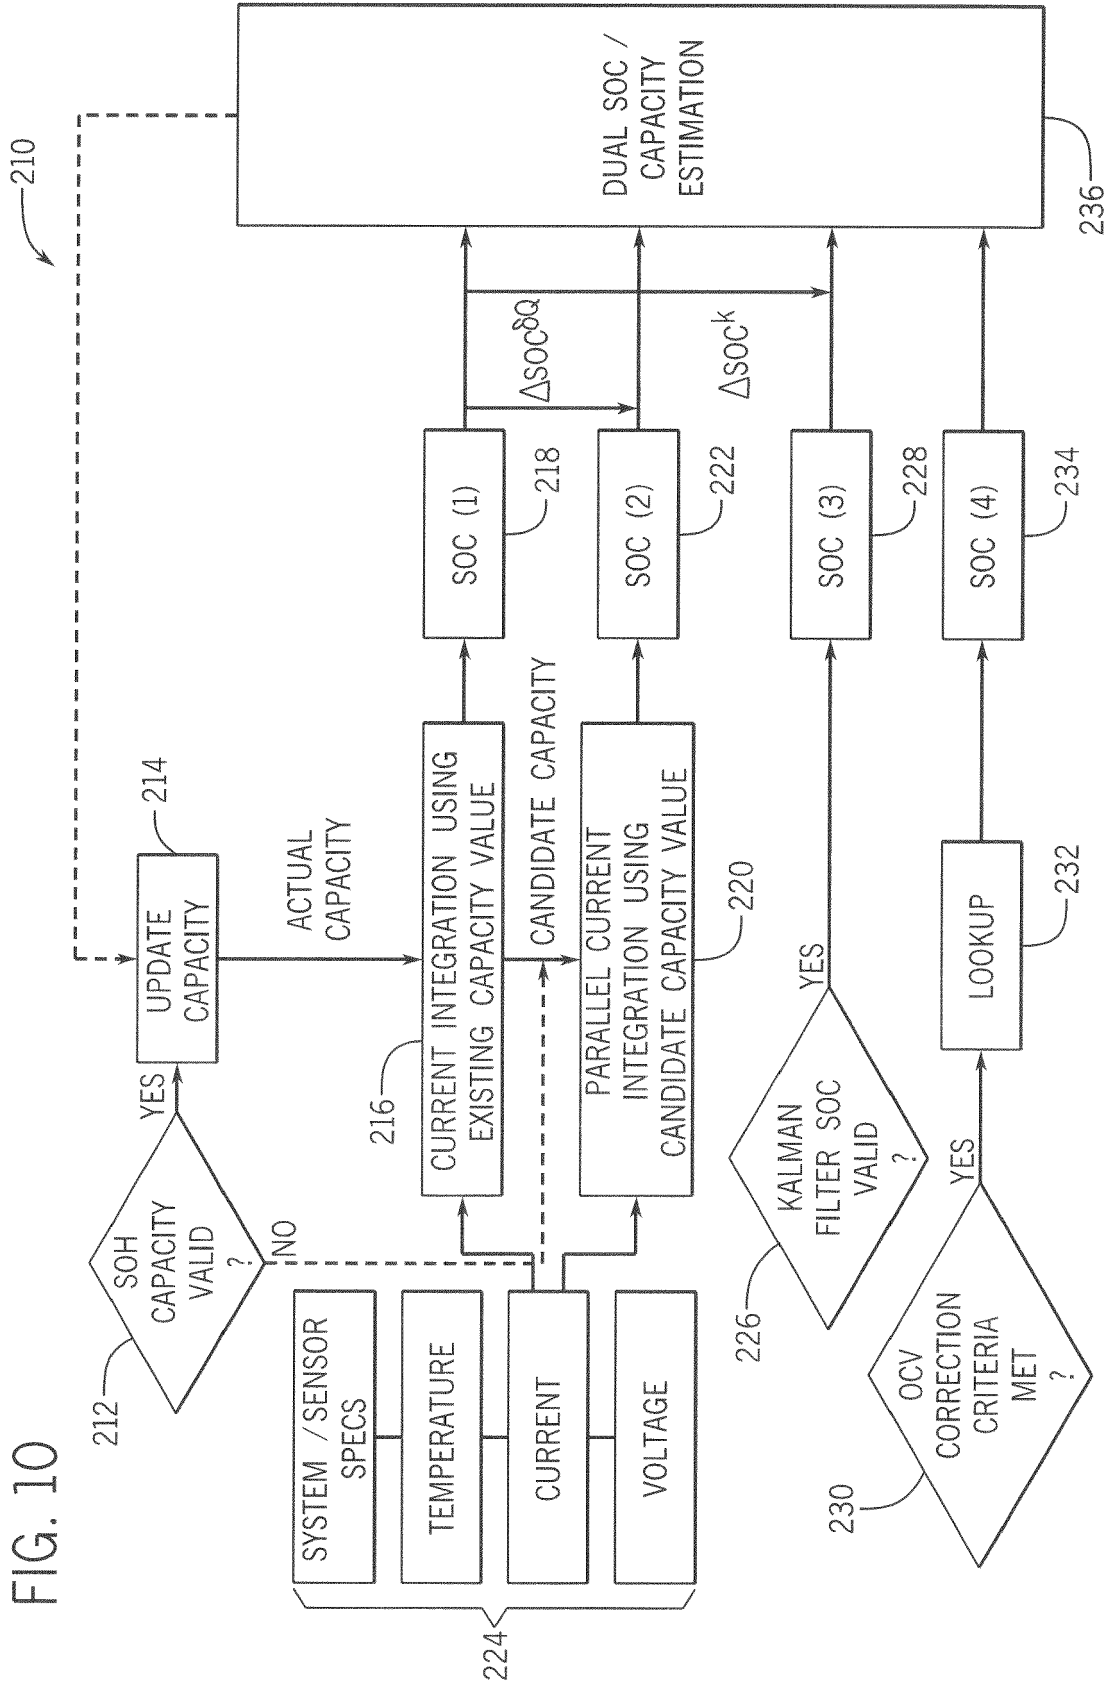 FIG. 10
210
212
SOH
CAPACITY
VALID
?
YES
NO
UPDATE
CAPACITY
214
ACTUAL
CAPACITY
SYSTEM / SENSOR
SPECS
TEMPERATURE
CURRENT
VOLTAGE
224
216
CURRENT INTEGRATION USING
EXISTING CAPACITY VALUE
CANDIDATE CAPACITY
PARALLEL CURRENT
INTEGRATION USING
CANDIDATE CAPACITY VALUE
220
SOC (1)
218
SOC (2)
222
ΔSOC^δQ
ΔSOC^K
KALMAN
FILTER SOC
VALID
?
226
YES
SOC (3)
228
OCV
CORRECTION
CRITERIA
MET
?
230
YES
LOOKUP
232
SOC (4)
234
DUAL SOC /
CAPACITY
ESTIMATION
236